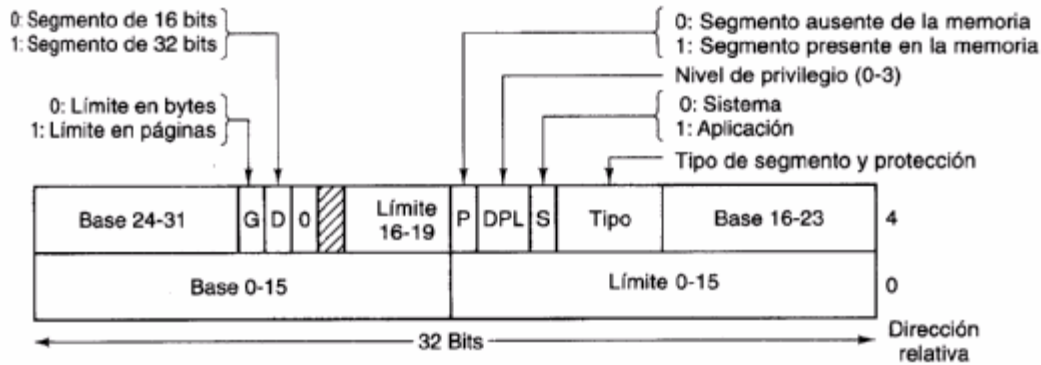 0: Segmento de 16 bits
1: Segmento de 32 bits
0: Segmento ausente de la memoria
1: Segmento presente en la memoria
Nivel de privilegio (0-3)
0: Límite en bytes
1: Límite en páginas
0: Sistema
1: Aplicación
Tipo de segmento y protección
Base 24-31
G
D
0
Límite
16-19
P
DPL
S
Tipo
Base 16-23
4
Base 0-15
Límite 0-15
0
32 Bits
Dirección
relativa